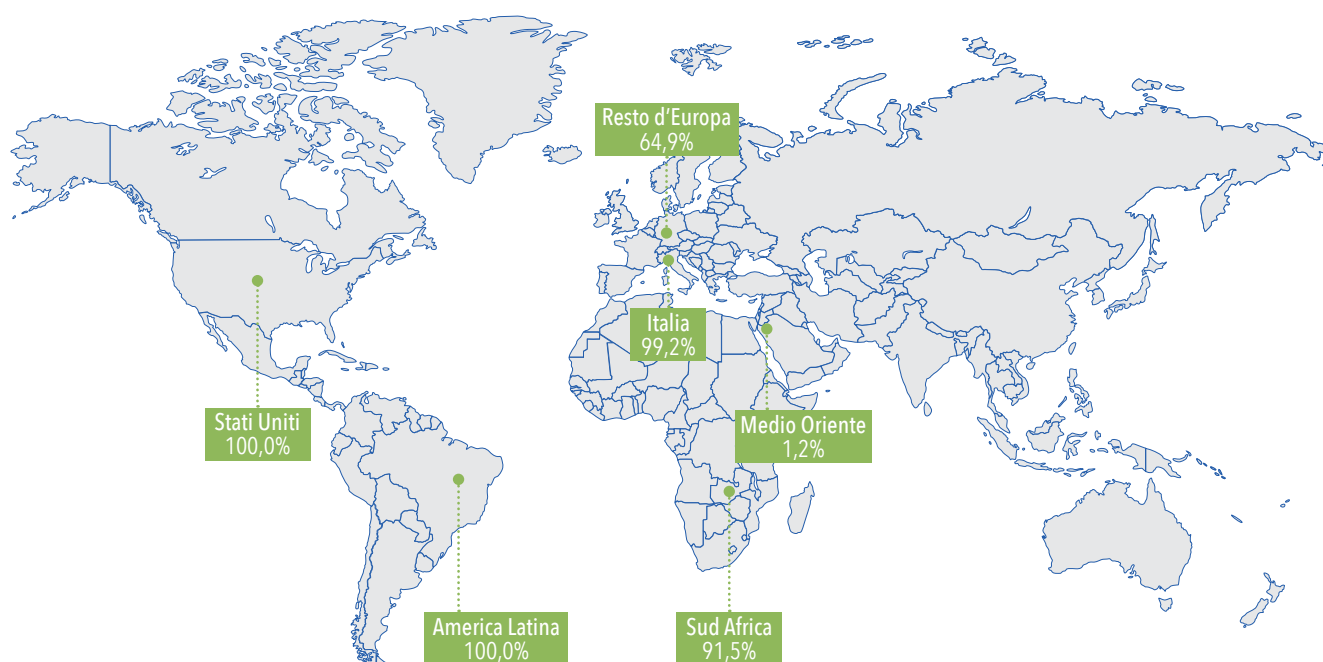 Resto d'Europa
64,9%
Italia
99,2%
Stati Uniti
100,0%
Medio Oriente
1,2%
America Latina
100,0%
Sud Africa
91,5%